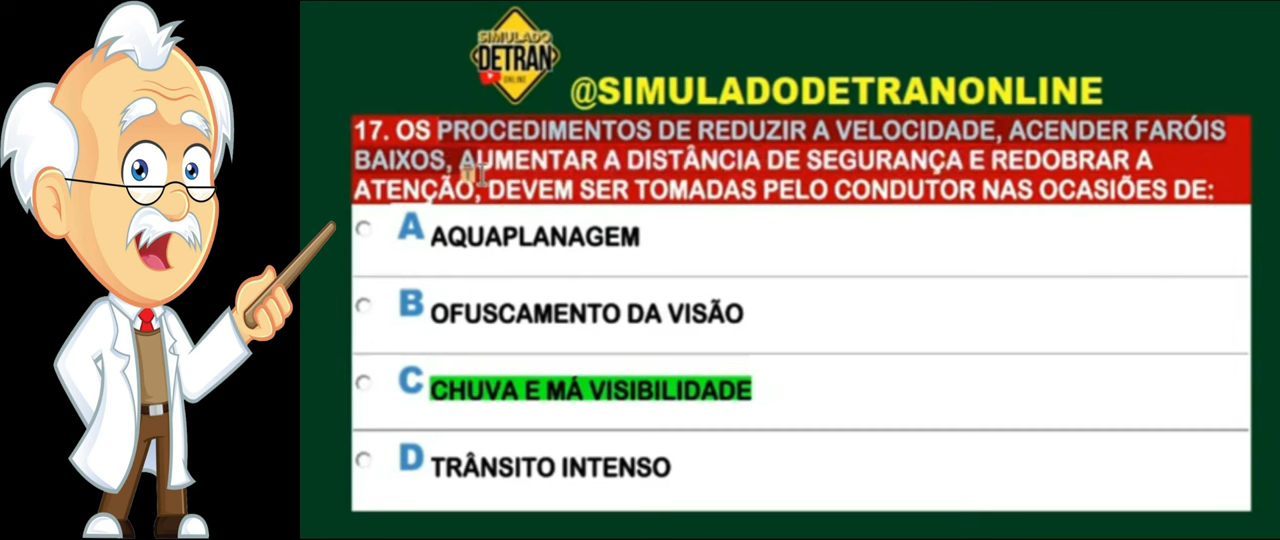 SIMULADO
DETRAN
ONLINE
@SIMULADODETRANONLINE
17. OS PROCEDIMENTOS DE REDUZIR A VELOCIDADE, ACENDER FARÓIS
BAIXOS, AUMENTAR A DISTÂNCIA DE SEGURANÇA E REDOBRAR A
ATENÇÃO, DEVEM SER TOMADAS PELO CONDUTOR NAS OCASIÕES DE:
A AQUAPLANAGEM
B OFUSCAMENTO DA VISÃO
C CHUVA E MÁ VISIBILIDADE
D TRÂNSITO INTENSO